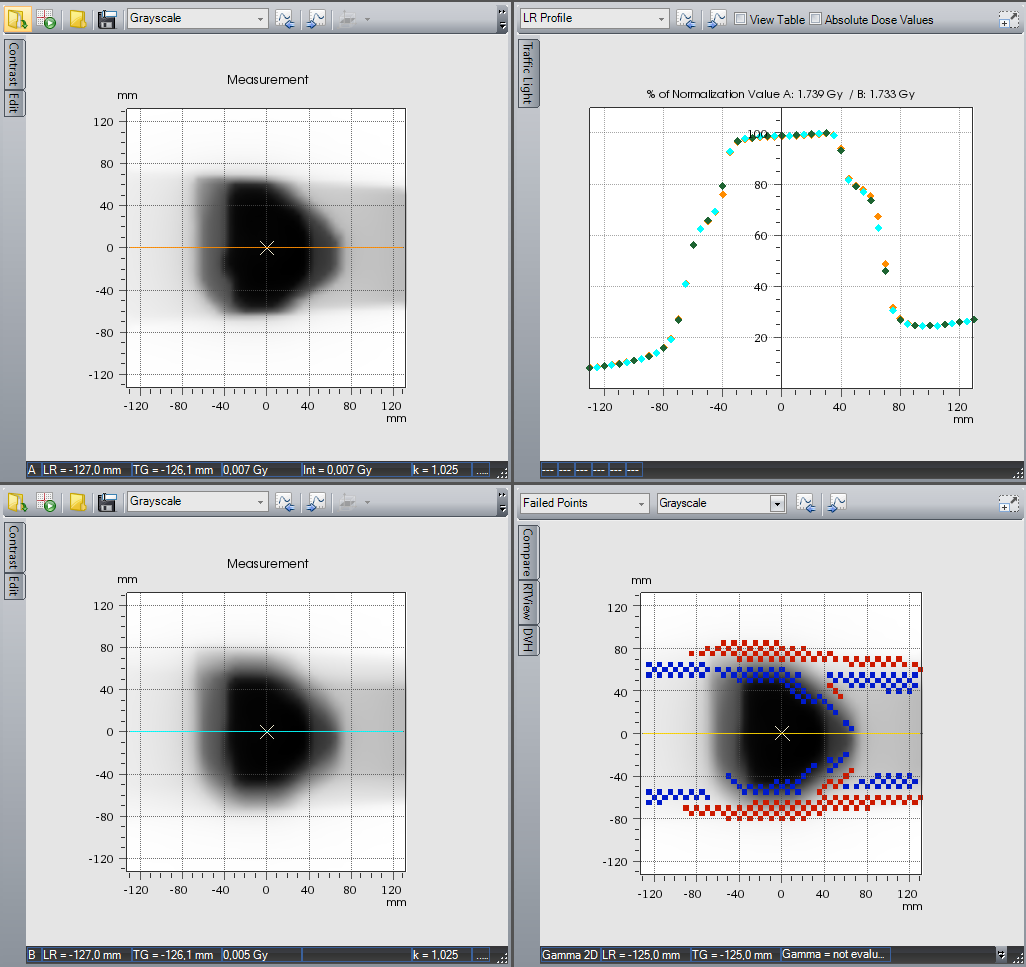 Grayscale
Contrast
Edit
Measurement
mm
120
80
40
0
-40
-80
-120
-120 -80 -40 0 40 80 120
mm
A LR = -127,0 mm TG = -126,1 mm 0,007 Gy Int = 0,007 Gy k = 1,025 .....
LR Profile View Table Absolute Dose Values
Traffic Light
% of Normalization Value A: 1.739 Gy / B: 1.733 Gy
100
80
60
40
20
-120 -80 -40 0 40 80 120
mm
--- --- --- --- --- ---
Grayscale
Contrast
Edit
Measurement
mm
120
80
40
0
-40
-80
-120
-120 -80 -40 0 40 80 120
mm
B LR = -127,0 mm TG = -126,1 mm 0,005 Gy k = 1,025 .....
Failed Points Grayscale
Compare
RTView
DVH
mm
120
80
40
0
-40
-80
-120
-120 -80 -40 0 40 80 120
mm
Gamma 2D LR = -125,0 mm TG = -125,0 mm Gamma = not evalu...